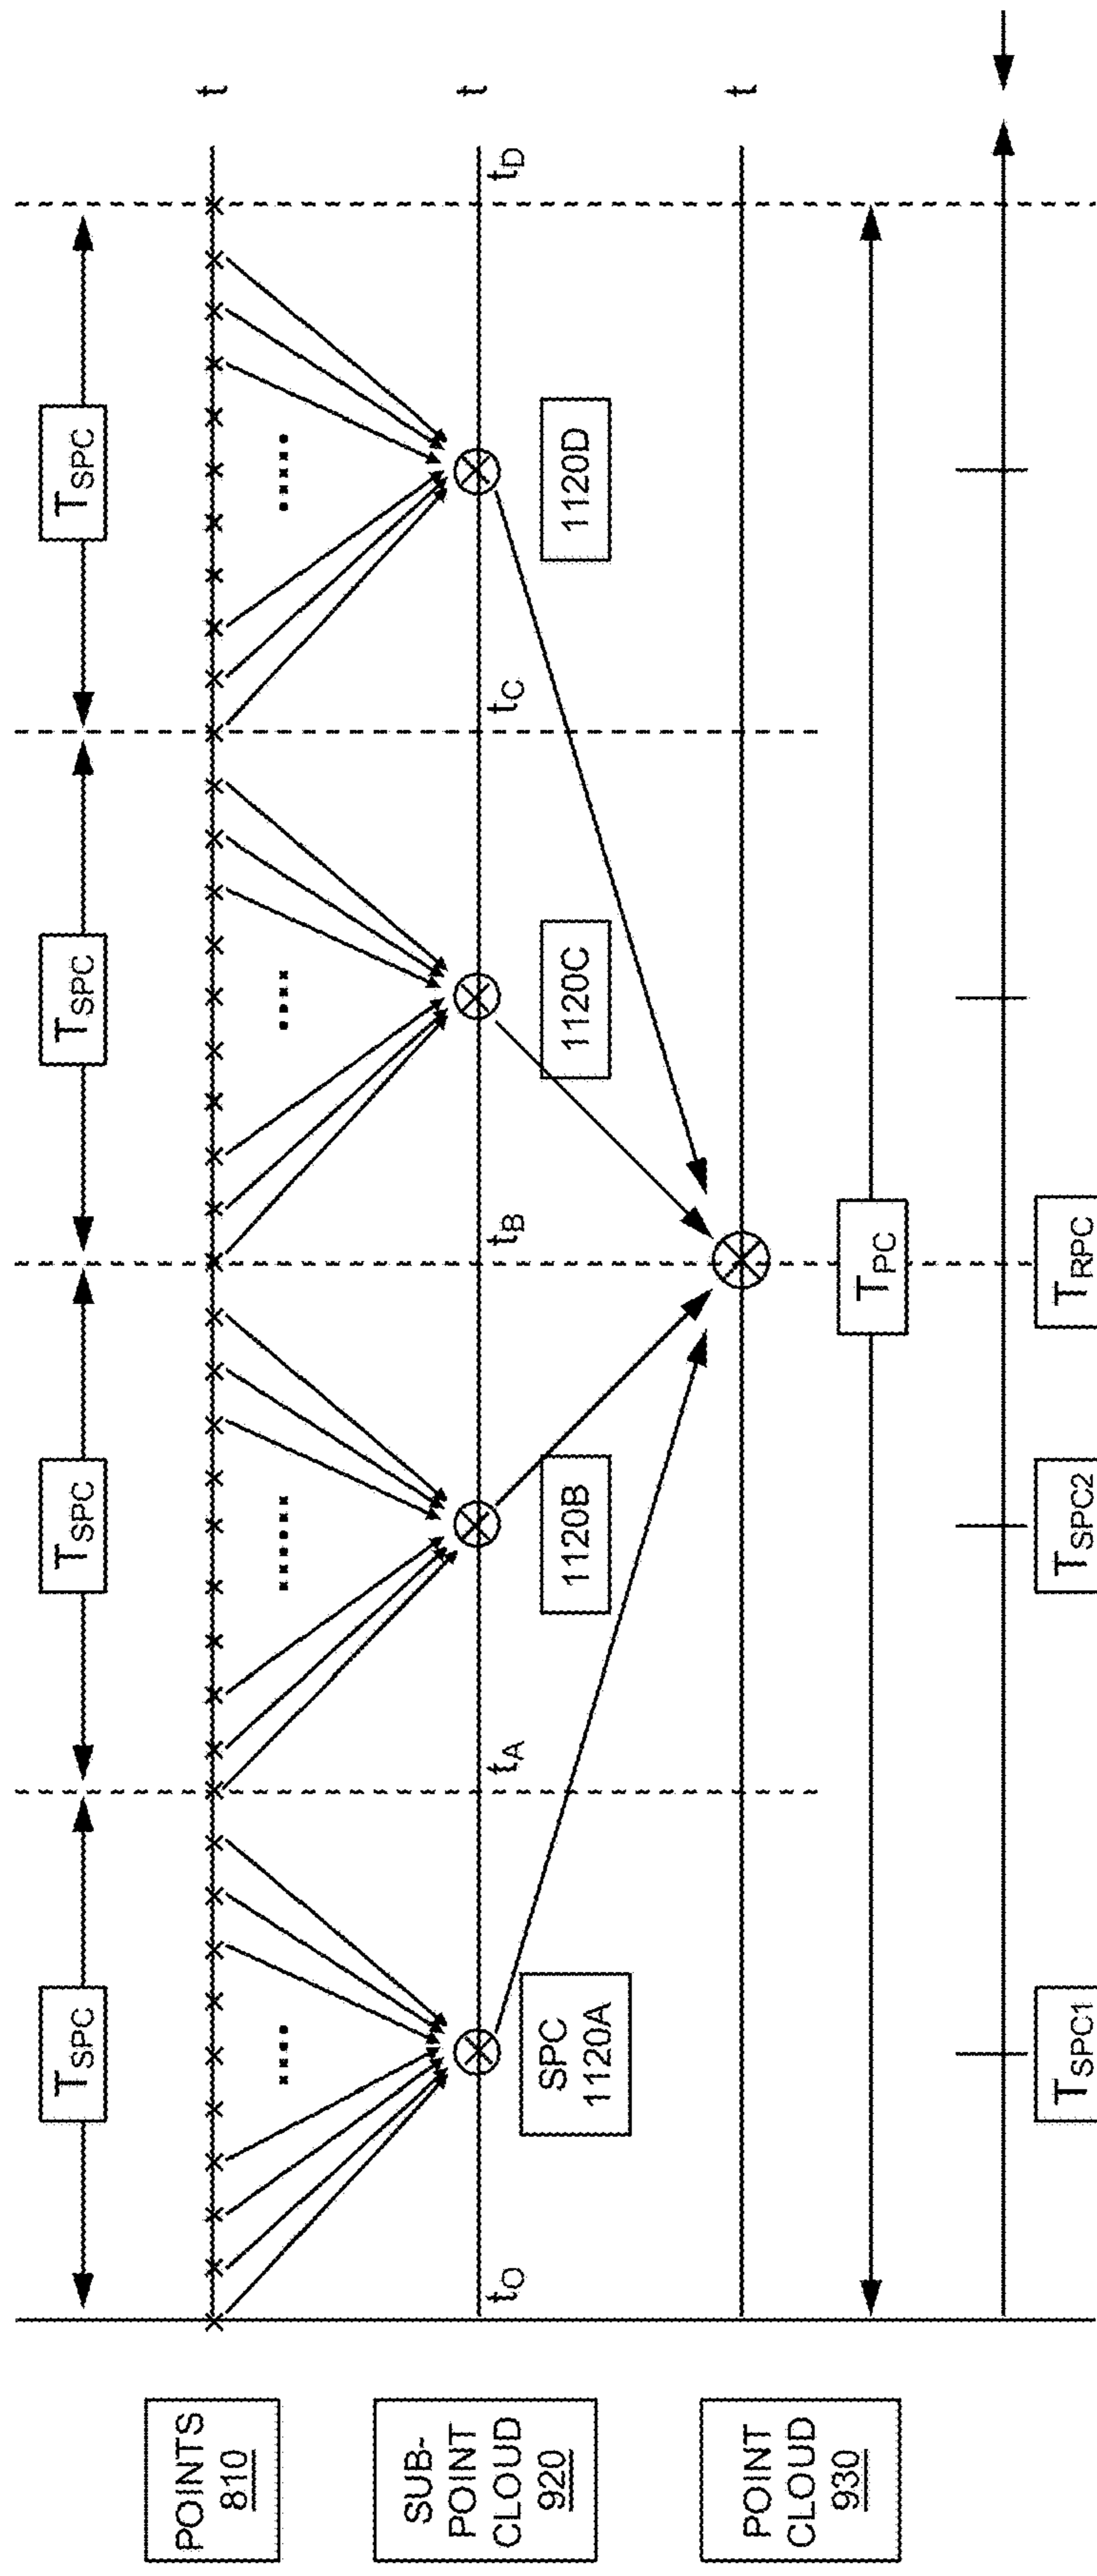 T_SPC
T_SPC
T_SPC
T_SPC
POINTS
810
t
SUB-
POINT
CLOUD
920
t_O
t_A
t_B
t_C
t_D
t
SPC
1120A
1120B
1120C
1120D
POINT
CLOUD
930
t
T_PC
T_SPC1
T_SPC2
T_RPC